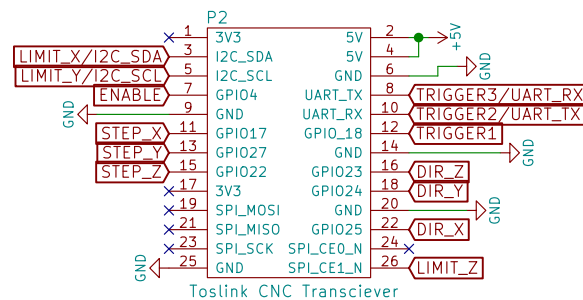 P2
1 3V3 5V 2 +5V
LIMIT_X/I2C_SDA 3 I2C_SDA 5V 4
LIMIT_Y/I2C_SCL 5 I2C_SCL GND 6 GND
ENABLE 7 GPIO4 UART_TX 8 TRIGGER3/UART_RX
GND 9 GND UART_RX 10 TRIGGER2/UART_TX
STEP_X 11 GPIO17 GPIO_18 12 TRIGGER1
STEP_Y 13 GPIO27 GND 14 GND
STEP_Z 15 GPIO22 GPIO23 16 DIR_Z
17 3V3 GPIO24 18 DIR_Y
19 SPI_MOSI GND 20 GND
21 SPI_MISO GPIO25 22 DIR_X
23 SPI_SCK SPI_CE0_N 24
GND 25 GND SPI_CE1_N 26 LIMIT_Z
Toslink CNC Transciever